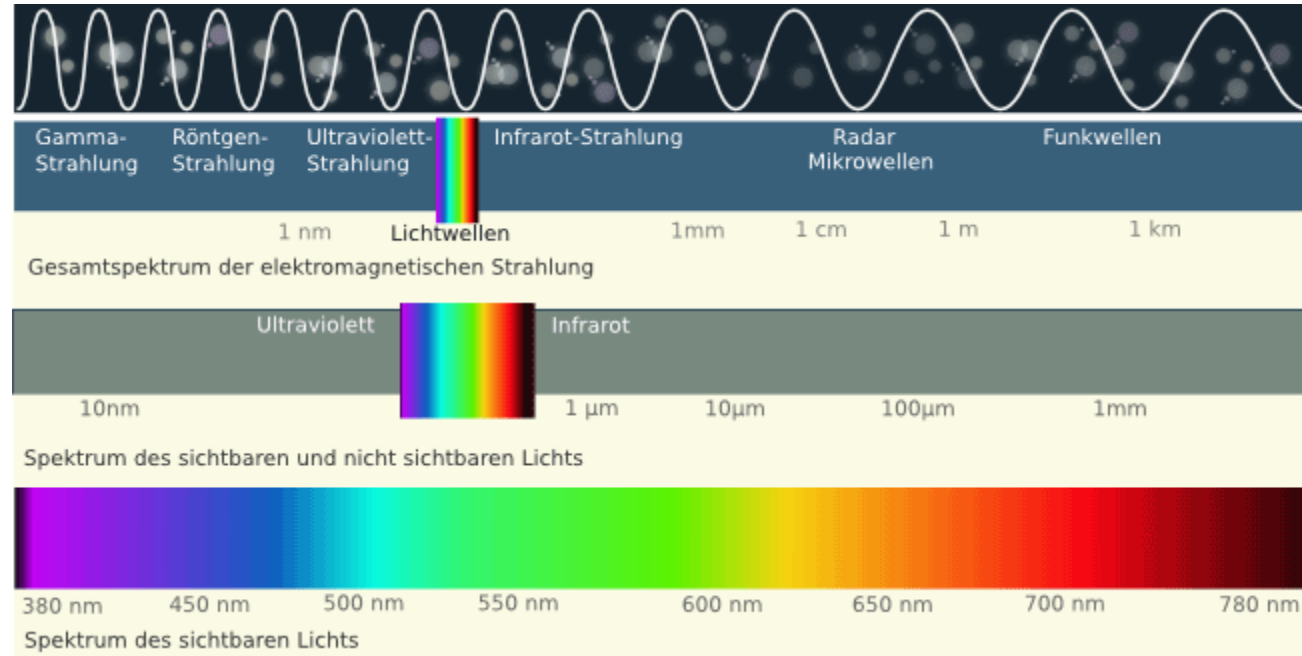 Gamma-
Strahlung
Röntgen-
Strahlung
Ultraviolett-
Strahlung
Infrarot-Strahlung
Radar
Mikrowellen
Funkwellen
1 nm Lichtwellen 1mm 1 cm 1 m 1 km
Gesamtspektrum der elektromagnetischen Strahlung
Ultraviolett Infrarot
10nm 1 µm 10µm 100µm 1mm
Spektrum des sichtbaren und nicht sichtbaren Lichts
380 nm 450 nm 500 nm 550 nm 600 nm 650 nm 700 nm 780 nm
Spektrum des sichtbaren Lichts